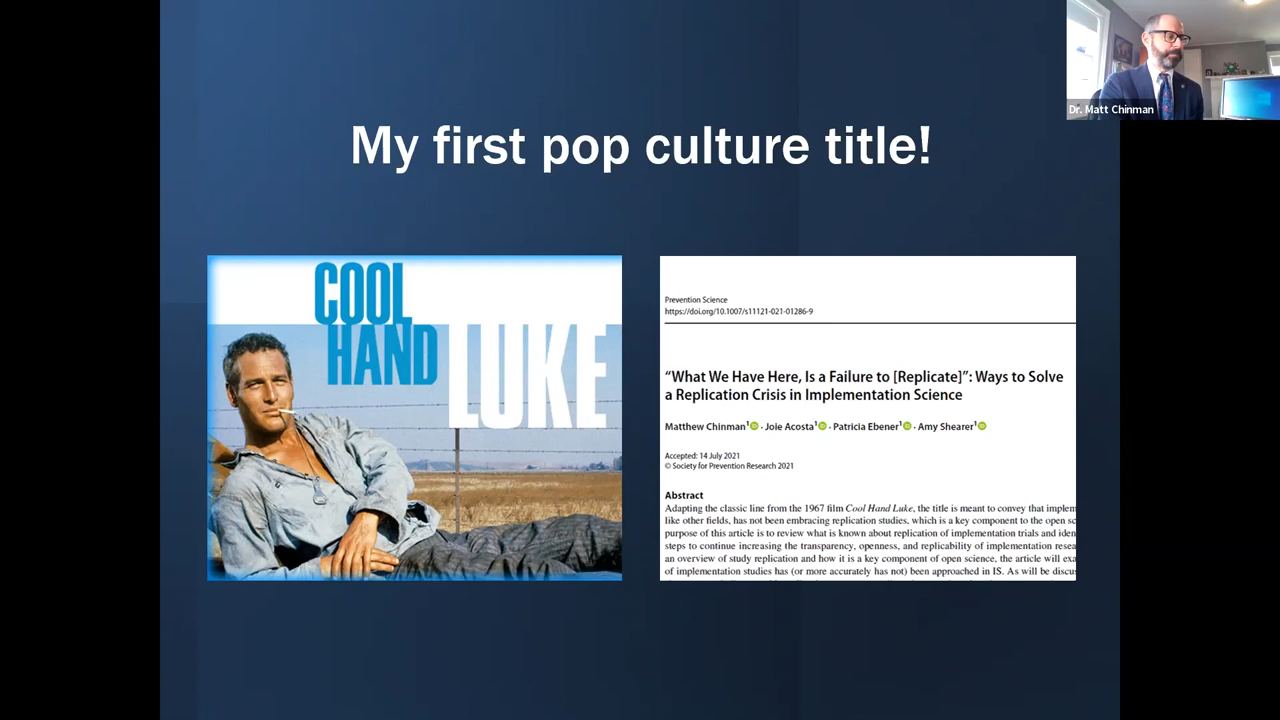 Dr. Matt Chinman
My first pop culture title!
COOL
HAND
LUKE
Prevention Science
https://doi.org/10.1007/s11121-021-01286-9
“What We Have Here, Is a Failure to [Replicate]”: Ways to Solve
a Replication Crisis in Implementation Science
Matthew Chinman¹ · Joie Acosta¹ · Patricia Ebener¹ · Amy Shearer¹
Accepted: 14 July 2021
© Society for Prevention Research 2021
Abstract
Adapting the classic line from the 1967 film Cool Hand Luke, the title is meant to convey that implem
like other fields, has not been embracing replication studies, which is a key component to the open sc
purpose of this article is to review what is known about replication of implementation trials and iden
steps to continue increasing the transparency, openness, and replicability of implementation resea
an overview of study replication and how it is a key component of open science, the article will exa
of implementation studies has (or more accurately has not) been approached in IS. As will be discus